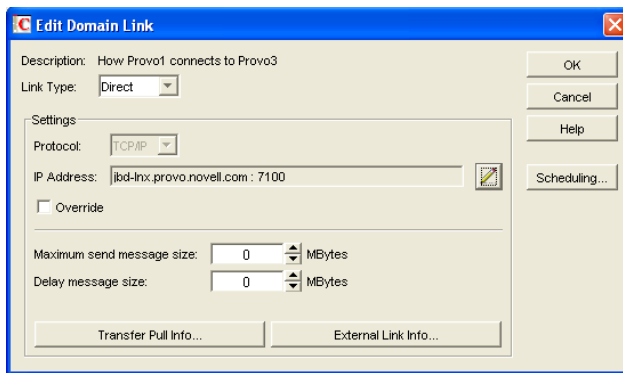 Edit Domain Link
Description: How Provo1 connects to Provo3
OK
Link Type: Direct
Cancel
Settings
Help
Protocol: TCP/IP
IP Address: jbd-lnx.provo.novell.com : 7100
Scheduling...
Override
Maximum send message size: 0 MBytes
Delay message size: 0 MBytes
Transfer Pull Info... External Link Info...